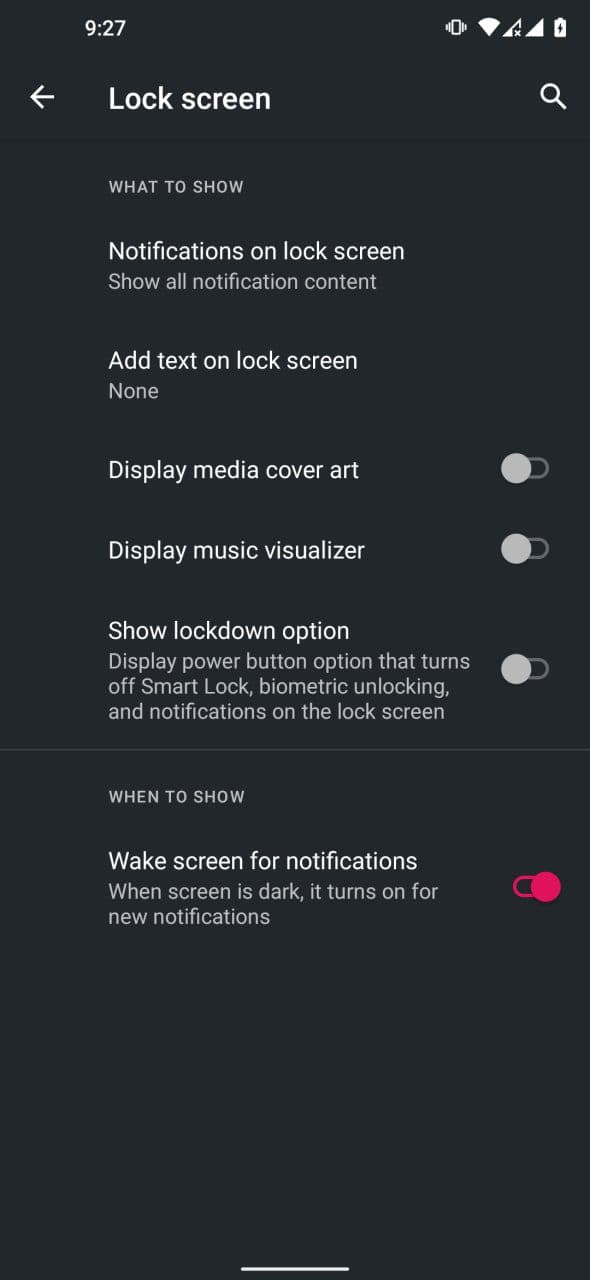 9:27
Lock screen
WHAT TO SHOW
Notifications on lock screen
Show all notification content
Add text on lock screen
None
Display media cover art
Display music visualizer
Show lockdown option
Display power button option that turns
off Smart Lock, biometric unlocking,
and notifications on the lock screen
WHEN TO SHOW
Wake screen for notifications
When screen is dark, it turns on for
new notifications